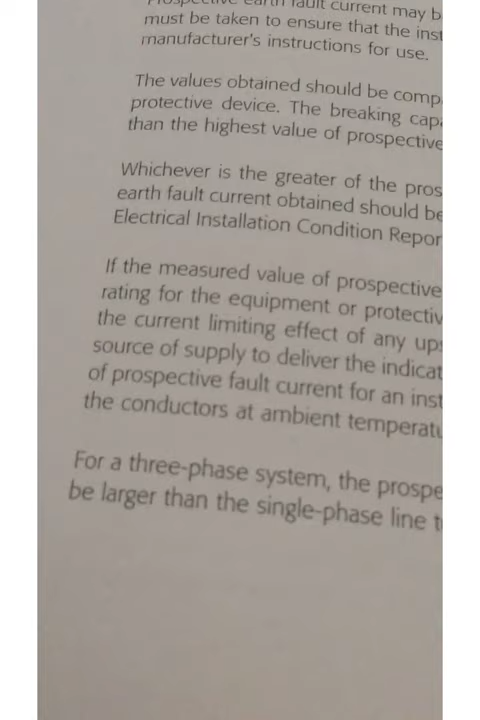 Prospective earth fault current may b
must be taken to ensure that the inst
manufacturer's instructions for use.
The values obtained should be comp
protective device. The breaking cap
than the highest value of prospective
Whichever is the greater of the pros
earth fault current obtained should be
Electrical Installation Condition Repor
If the measured value of prospective
rating for the equipment or protectiv
the current limiting effect of any ups
source of supply to deliver the indicat
of prospective fault current for an inst
the conductors at ambient temperatu
For a three-phase system, the prospe
be larger than the single-phase line t